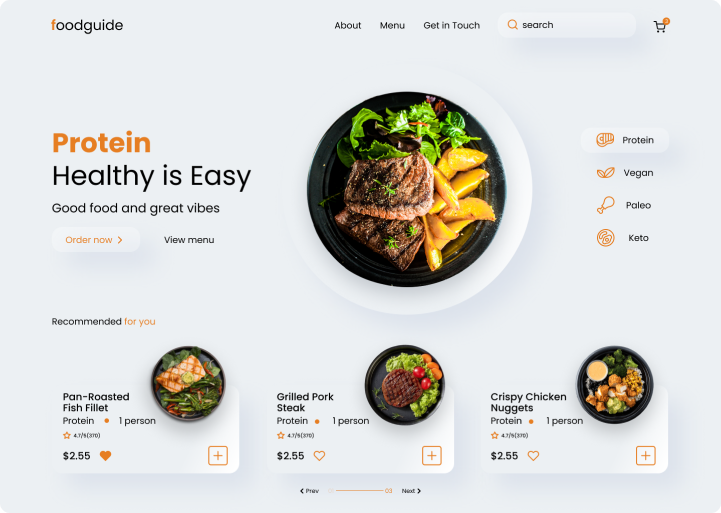 foodguide
About
Menu
Get in Touch
search
Protein
Healthy is Easy
Good food and great vibes
Order now
View menu
Protein
Vegan
Paleo
Keto
Recommended for you
Pan-Roasted
Fish Fillet
Protein • 1 person
4.7/5(370)
$2.55
Grilled Pork
Steak
Protein • 1 person
4.7/5(370)
$2.55
Crispy Chicken
Nuggets
Protein • 1 person
4.7/5(370)
$2.55
Prev
03
Next